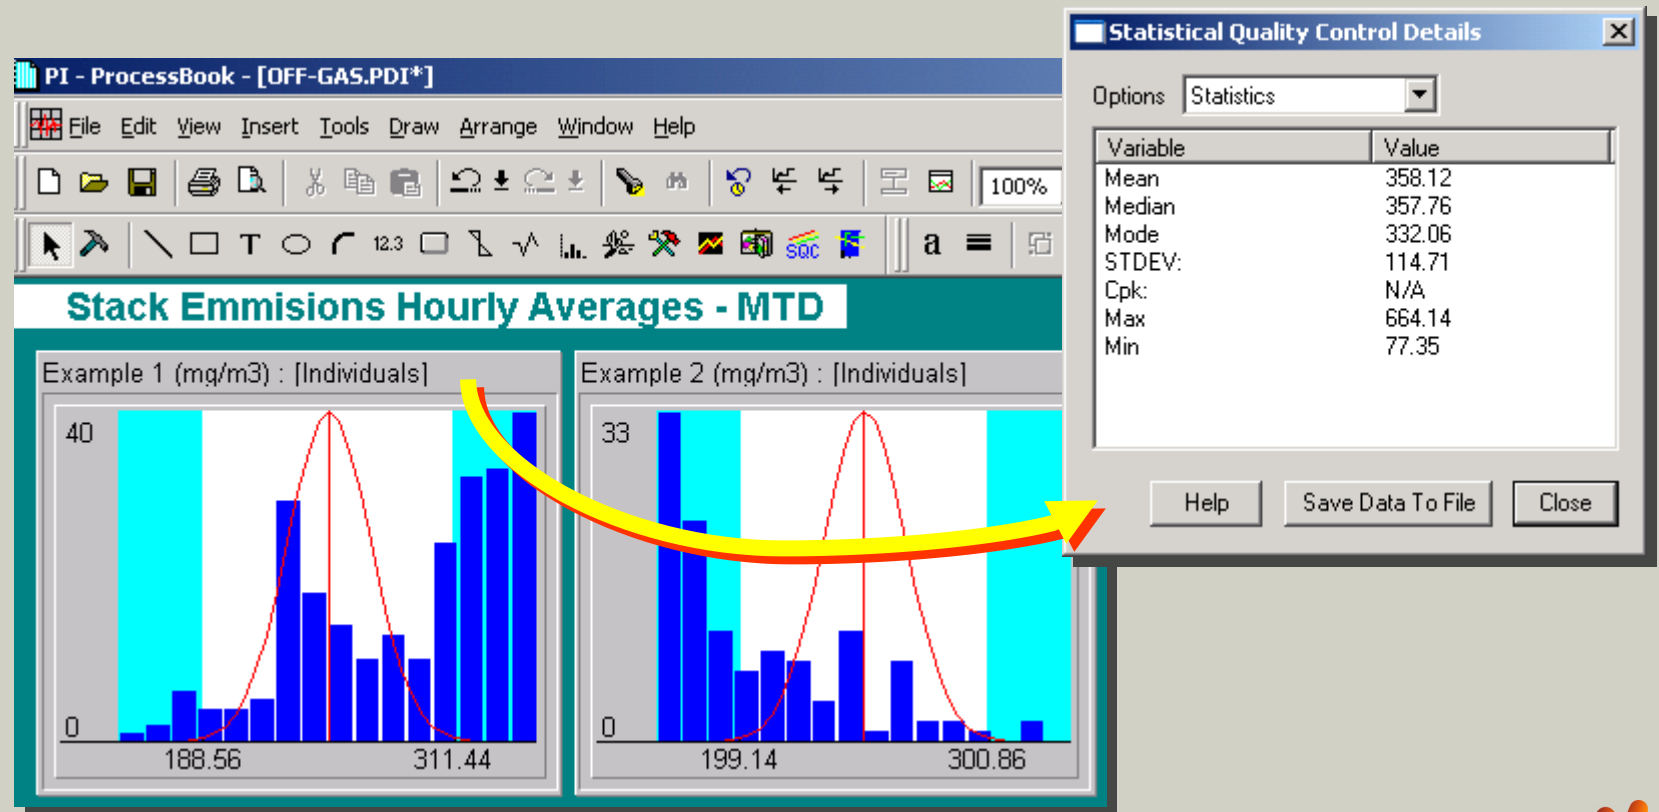 PI - ProcessBook - [OFF-GAS.PDI*]
File Edit View Insert Tools Draw Arrange Window Help
100%
T 12.3 SQC a
Stack Emmisions Hourly Averages - MTD
Example 1 (mg/m3) : [Individuals]
40
0
188.56 311.44
Example 2 (mg/m3) : [Individuals]
33
0
199.14 300.86
Statistical Quality Control Details
Options Statistics
Variable Value
Mean 358.12
Median 357.76
Mode 332.06
STDEV: 114.71
Cpk: N/A
Max 664.14
Min 77.35
Help Save Data To File Close